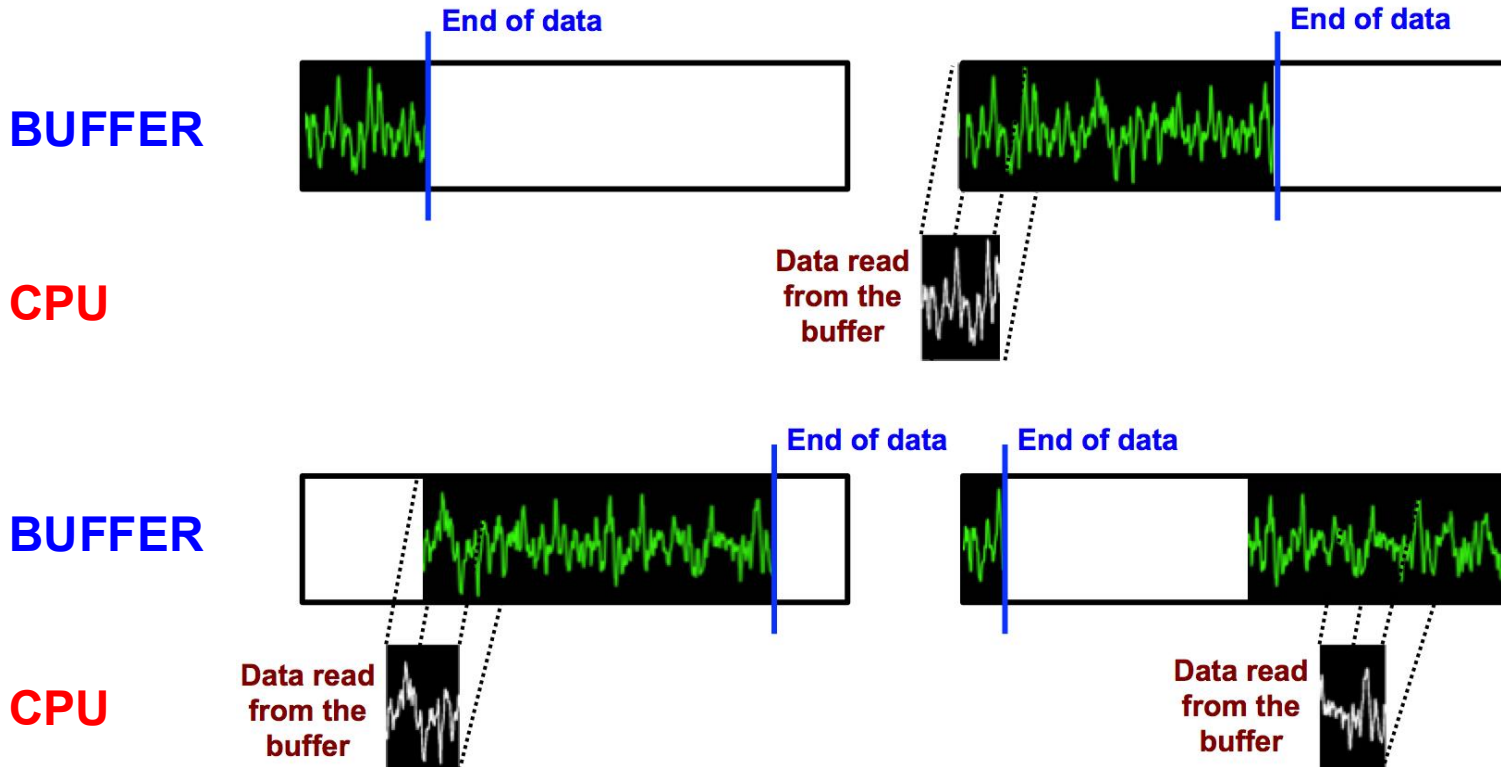 End of data
End of data
BUFFER
CPU
Data read
from the
buffer
End of data
End of data
BUFFER
CPU
Data read
from the
buffer
Data read
from the
buffer